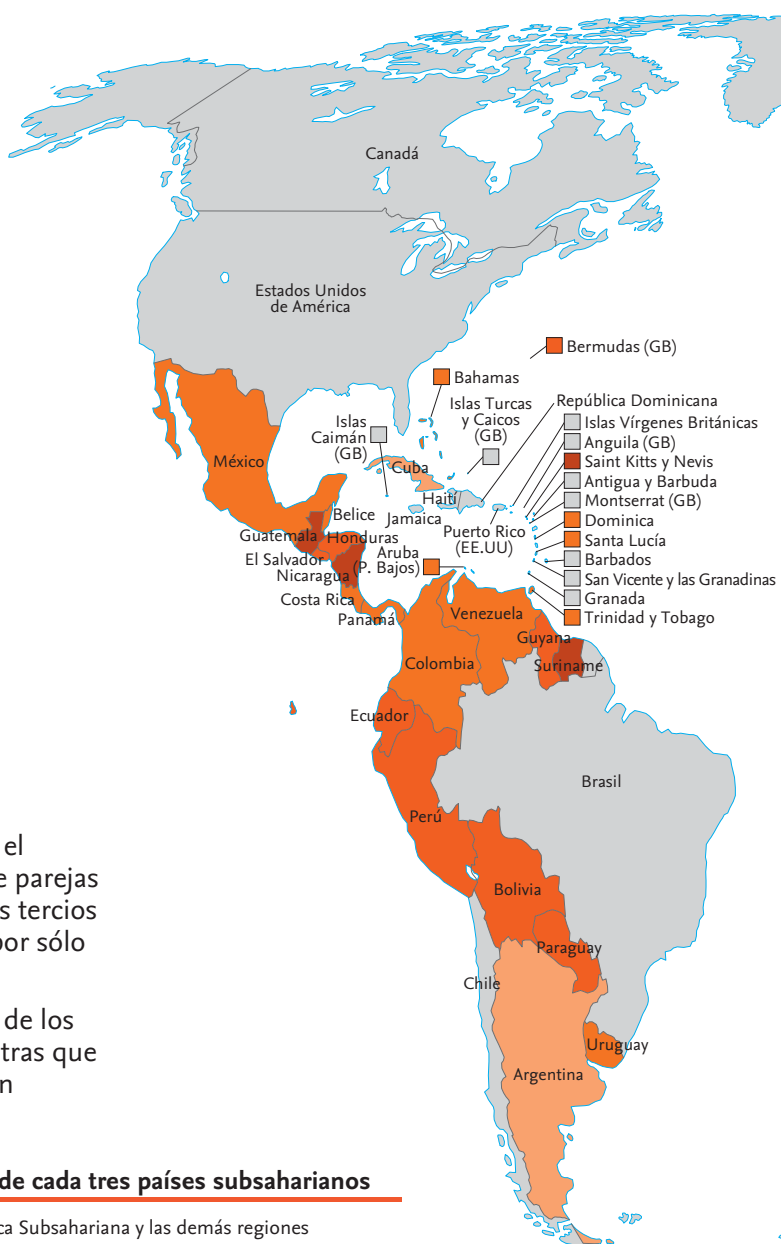 Canadá
Estados Unidos
de América
Bermudas (GB)
Bahamas
República Dominicana
Islas Turcas
y Caicos
(GB)
Islas
Caimán
(GB)
Islas Vírgenes Británicas
Anguila (GB)
Saint Kitts y Nevis
Antigua y Barbuda
Montserrat (GB)
Dominica
Santa Lucía
Barbados
San Vicente y las Granadinas
Granada
Trinidad y Tobago
México
Cuba
Haití
Belice
Jamaica
Puerto Rico
(EE.UU)
Guatemala
Honduras
El Salvador
Aruba
(P. Bajos)
Nicaragua
Costa Rica
Panamá
Venezuela
Guyana
Colombia
Suriname
Ecuador
Brasil
Perú
Bolivia
Paraguay
Chile
Uruguay
Argentina
el
e parejas
s tercios
por sólo
de los
tras que
n
de cada tres países subsaharianos
ca Subsahariana y las demás regiones